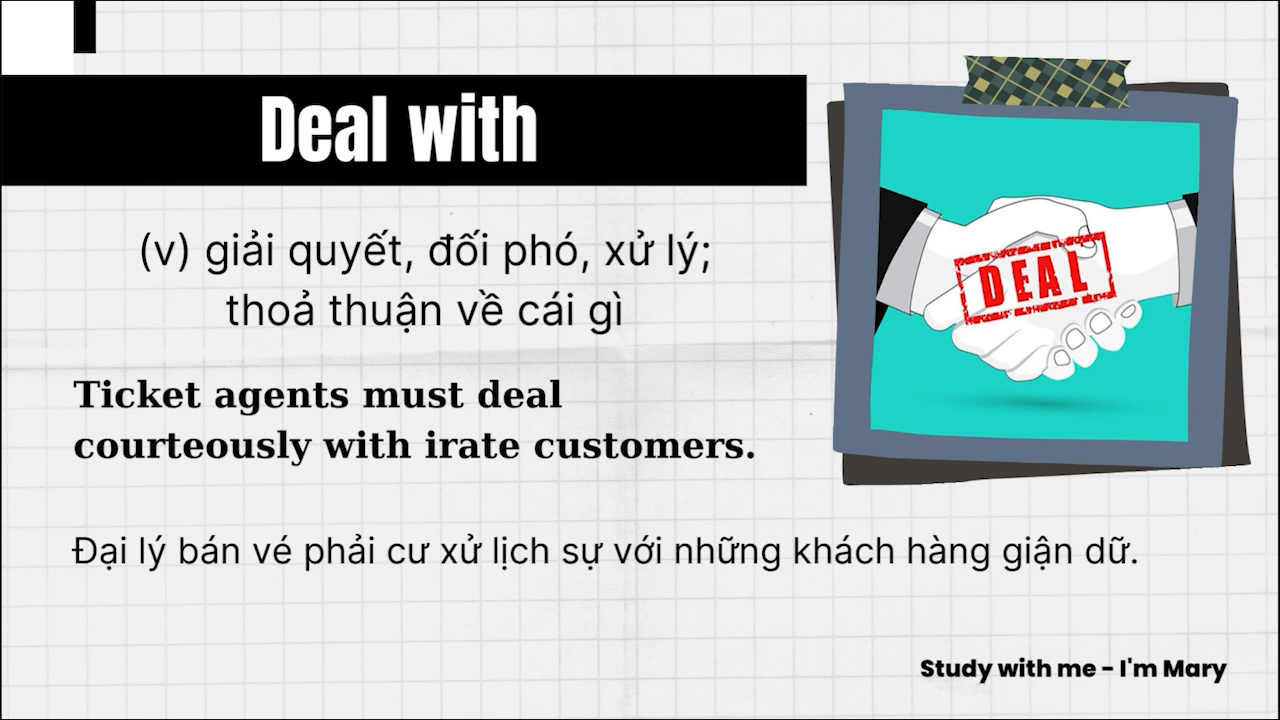 Deal with
(v) giải quyết, đối phó, xử lý;
thoả thuận về cái gì
DEAL
Ticket agents must deal
courteously with irate customers.
Đại lý bán vé phải cư xử lịch sự với những khách hàng giận dữ.
Study with me - I'm Mary